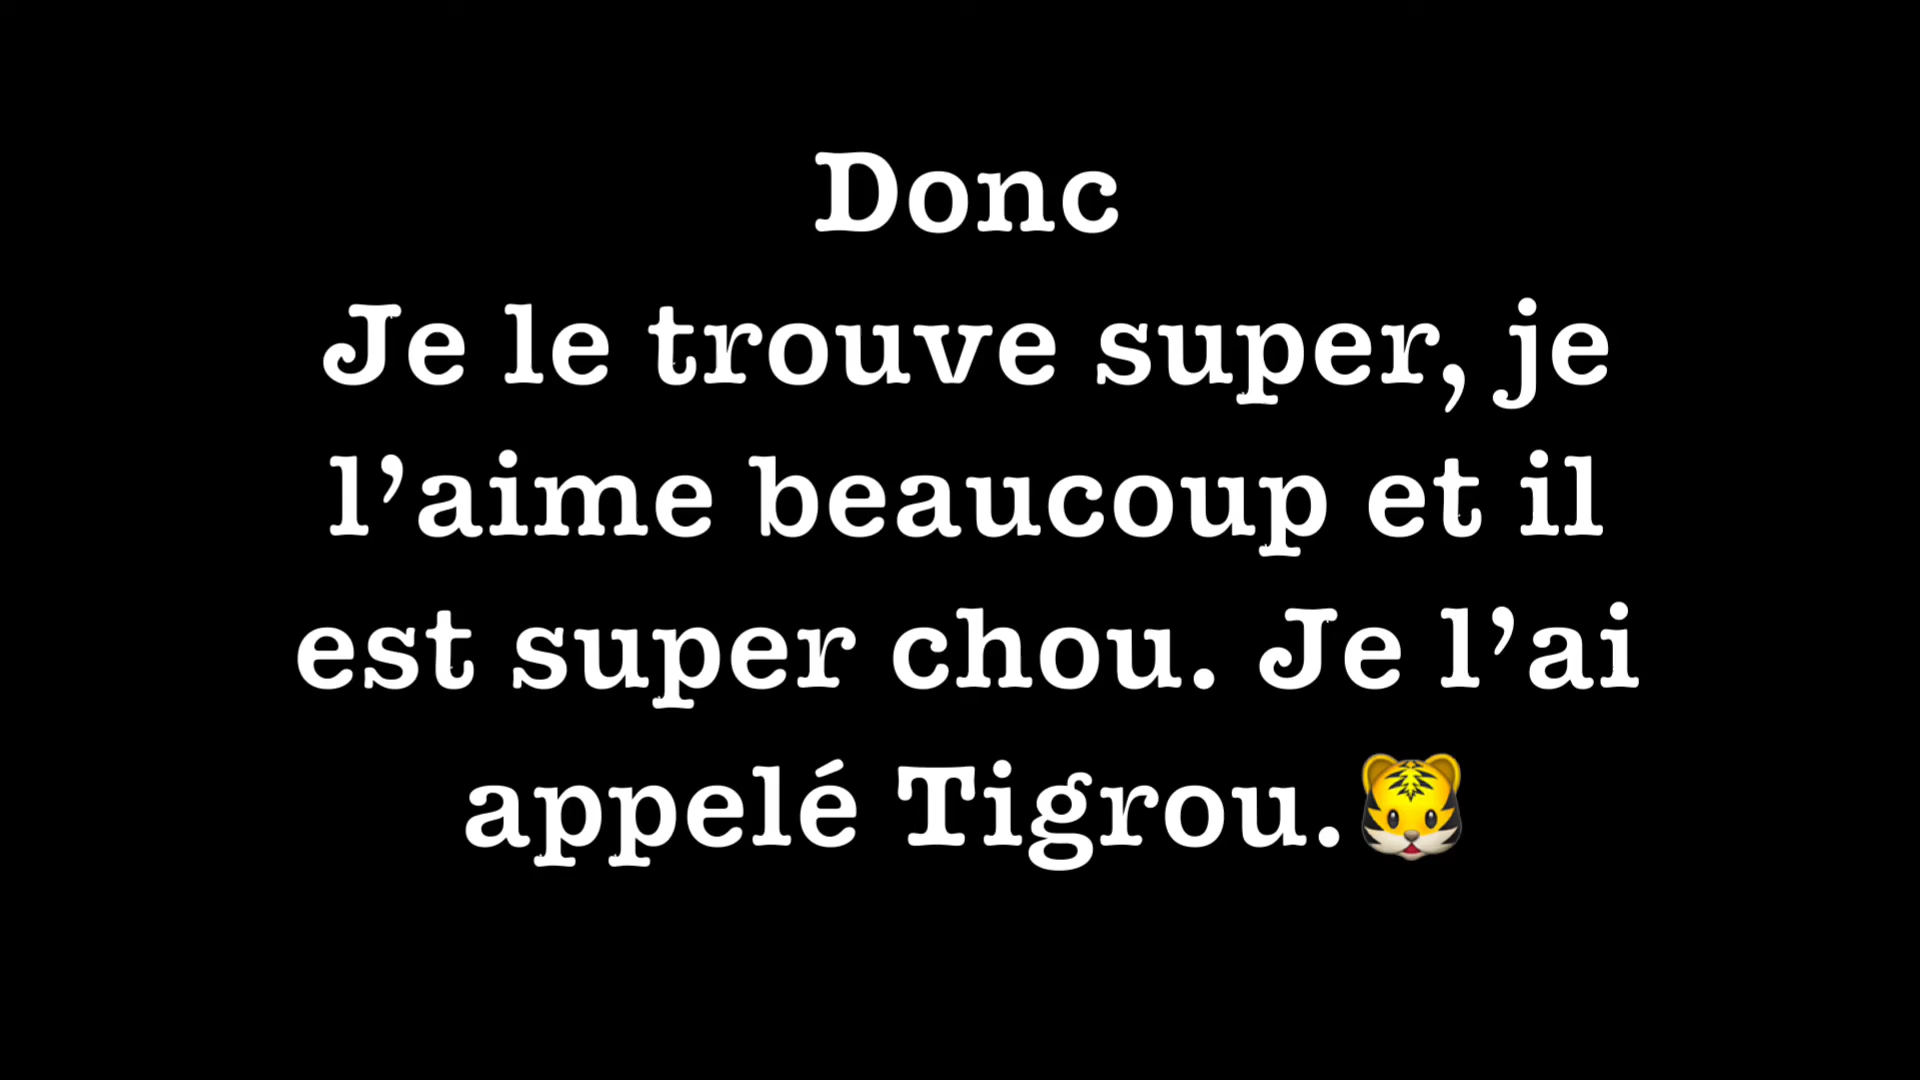 Donc
Je le trouve super, je
l’aime beaucoup et il
est super chou. Je l’ai
appelé Tigrou.🐯